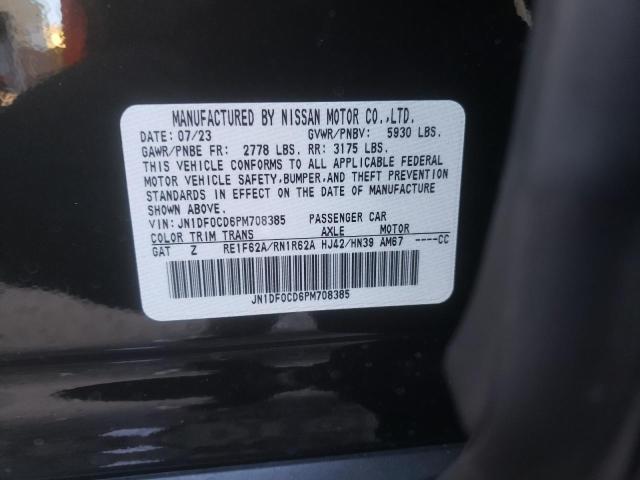 MANUFACTURED BY NISSAN MOTOR CO.,LTD.
DATE: 07/23 GVWR/PNBV: 5930 LBS.
GAWR/PNBE FR: 2778 LBS. RR: 3175 LBS.
THIS VEHICLE CONFORMS TO ALL APPLICABLE FEDERAL
MOTOR VEHICLE SAFETY,BUMPER,AND THEFT PREVENTION
STANDARDS IN EFFECT ON THE DATE OF MANUFACTURE
SHOWN ABOVE.
VIN: JN1DF0CD6PM708385 PASSENGER CAR
COLOR TRIM TRANS AXLE MOTOR
GAT Z RE1F62A/RN1R62A HJ42/HN39 AM67 ----CC
JN1DF0CD6PM708385